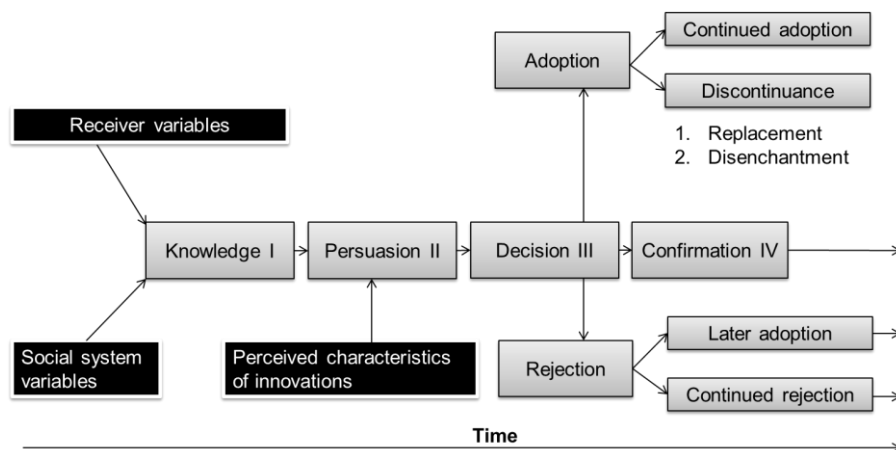 Continued adoption
Adoption
Discontinuance
Receiver variables
1. Replacement
2. Disenchantment
Knowledge I
Persuasion II
Decision III
Confirmation IV
Social system
variables
Perceived characteristics
of innovations
Later adoption
Rejection
Continued rejection
Time